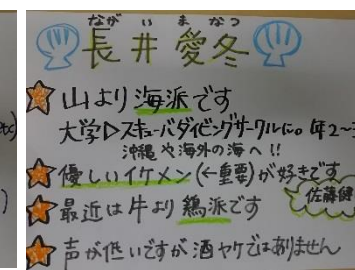 ながい まなつ
長井 愛冬
山より海派です
大学▷スキューバダイビングサークルに。年2～3
沖縄や海外の海へ!!
優しいイケメン(←重要)が好きです
佐藤健
最近は牛より鶏派です
声が低いですが酒ヤケではありません